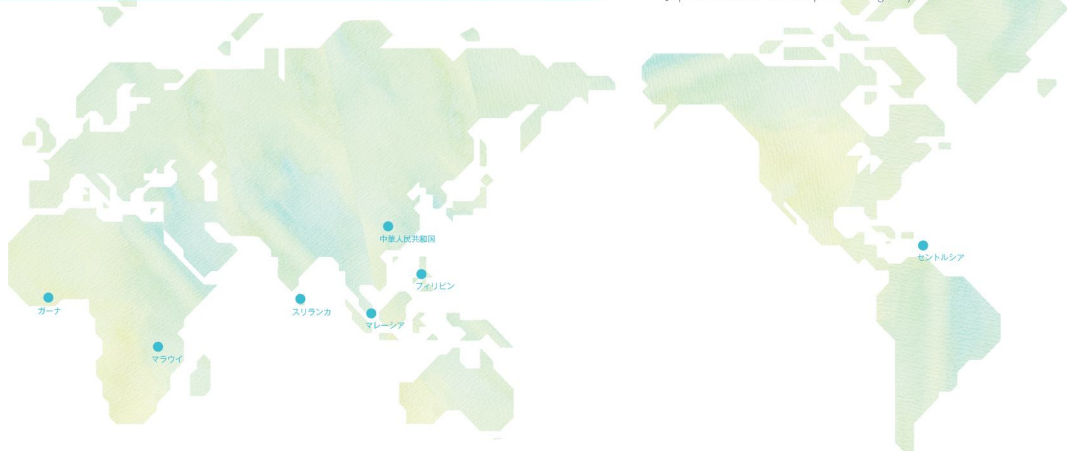 中華人民共和国
セントルシア
フィリピン
ガーナ
スリランカ
マレーシア
マラウイ